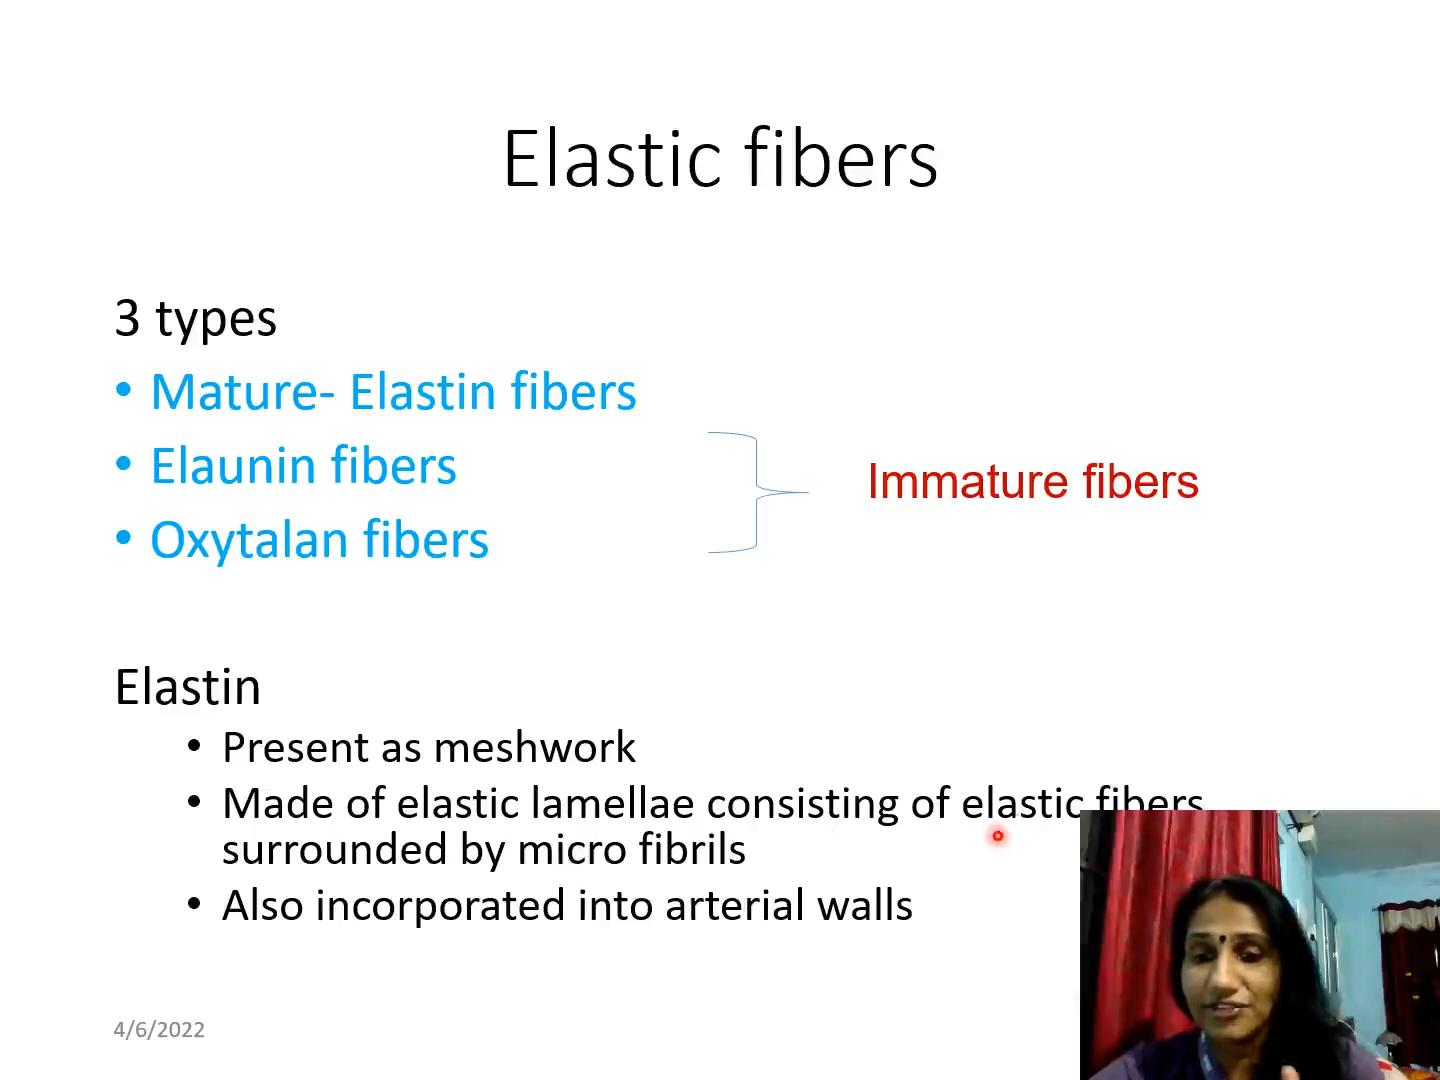 Elastic fibers
3 types
• Mature- Elastin fibers
• Elaunin fibers
• Oxytalan fibers
Immature fibers
Elastin
• Present as meshwork
• Made of elastic lamellae consisting of elastic fibers
surrounded by micro fibrils
• Also incorporated into arterial walls
4/6/2022